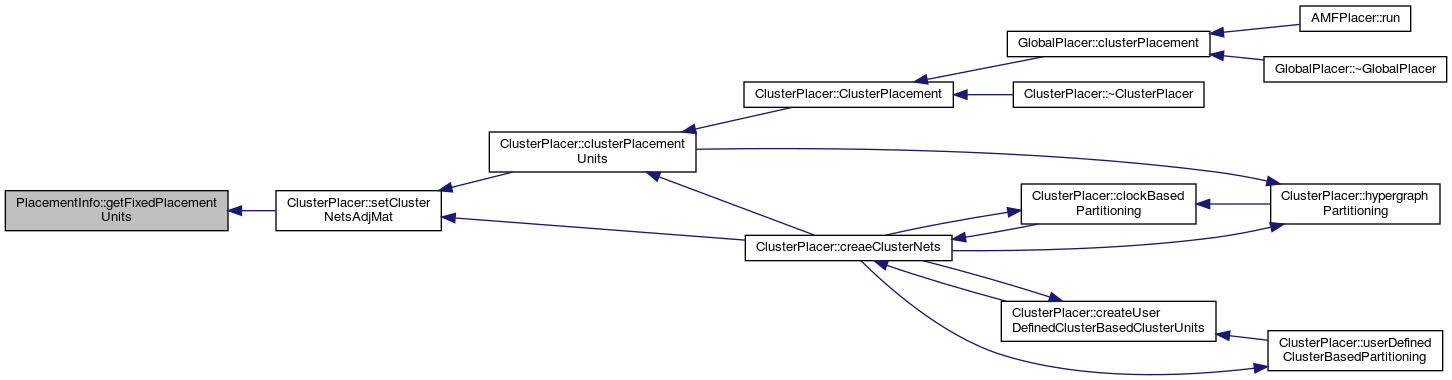 PlacementInfo::getFixedPlacement
Units
ClusterPlacer::setCluster
NetsAdjMat
ClusterPlacer::clusterPlacement
Units
ClusterPlacer::ClusterPlacement
GlobalPlacer::clusterPlacement
AMFPlacer::run
GlobalPlacer::~GlobalPlacer
ClusterPlacer::~ClusterPlacer
ClusterPlacer::creaeClusterNets
ClusterPlacer::clockBased
Partitioning
ClusterPlacer::hypergraph
Partitioning
ClusterPlacer::createUser
DefinedClusterBasedClusterUnits
ClusterPlacer::userDefined
ClusterBasedPartitioning